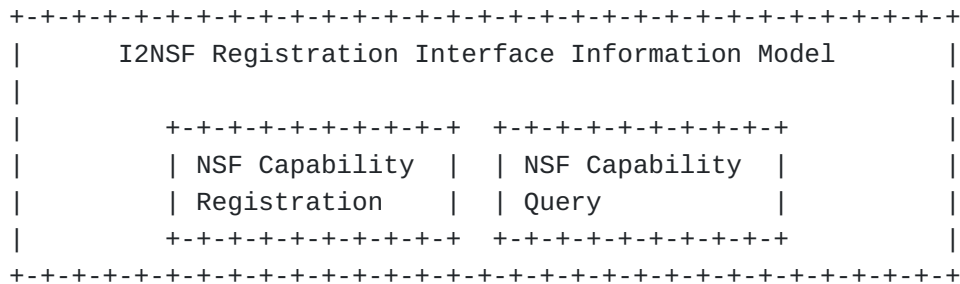 +-+-+-+-+-+-+-+-+-+-+-+-+-+-+-+-+-+-+-+-+-+-+-+-+-+-+-+-+-+-+
|      I2NSF Registration Interface Information Model       |
|                                                           |
|         +-+-+-+-+-+-+-+-+-+  +-+-+-+-+-+-+-+-+-+          |
|         | NSF Capability  |  | NSF Capability  |          |
|         | Registration    |  | Query           |          |
|         +-+-+-+-+-+-+-+-+-+  +-+-+-+-+-+-+-+-+-+          |
+-+-+-+-+-+-+-+-+-+-+-+-+-+-+-+-+-+-+-+-+-+-+-+-+-+-+-+-+-+-+